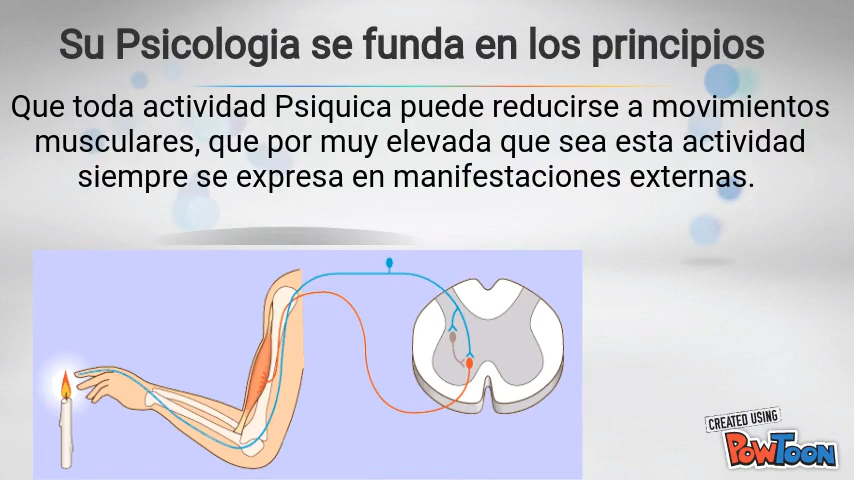 Su Psicologia se funda en los principios
Que toda actividad Psiquica puede reducirse a movimientos
musculares, que por muy elevada que sea esta actividad
siempre se expresa en manifestaciones externas.
CREATED USING
PowToon